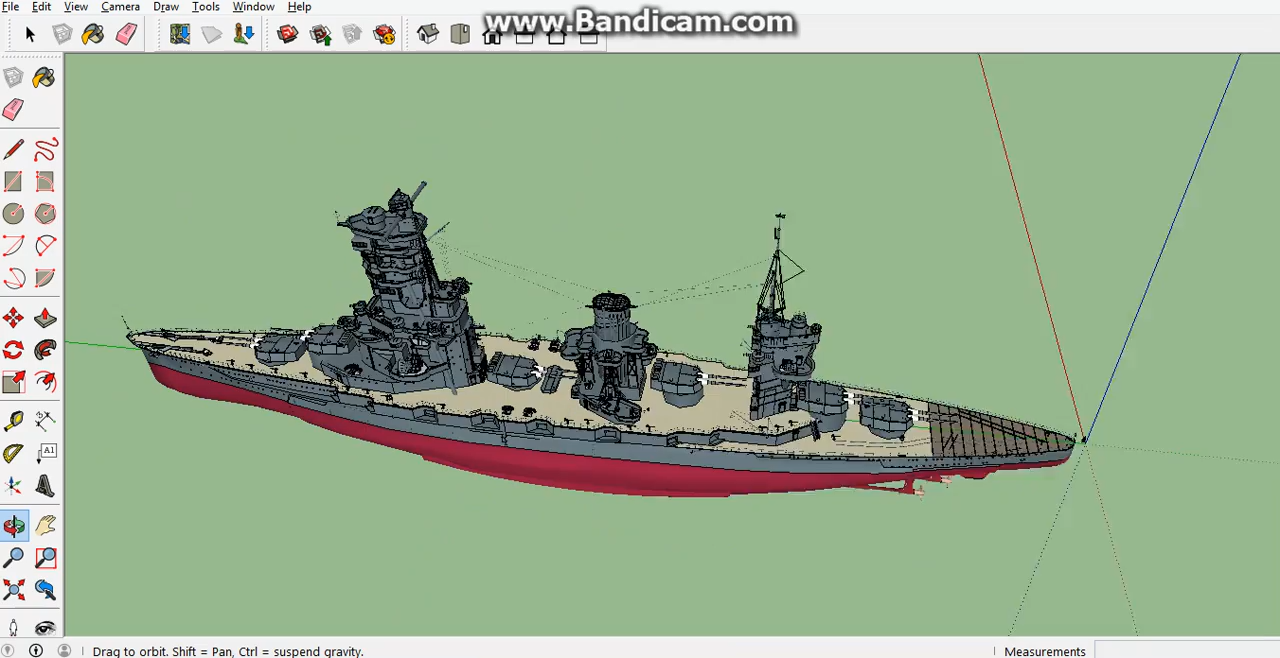 File Edit View Camera Draw Tools Window Help
www.Bandicam.com
A1
Drag to orbit. Shift = Pan, Ctrl = suspend gravity.
Measurements